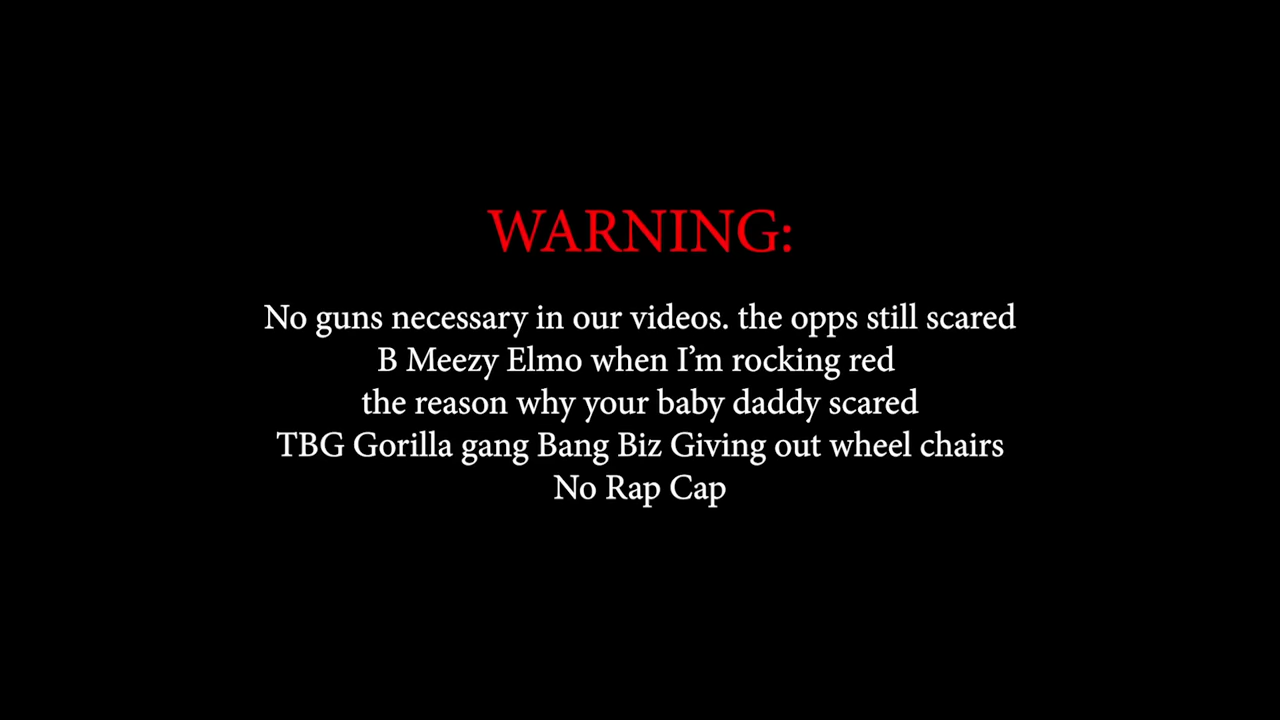 WARNING:
No guns necessary in our videos. the opps still scared
B Meezy Elmo when I’m rocking red
the reason why your baby daddy scared
TBG Gorilla gang Bang Biz Giving out wheel chairs
No Rap Cap